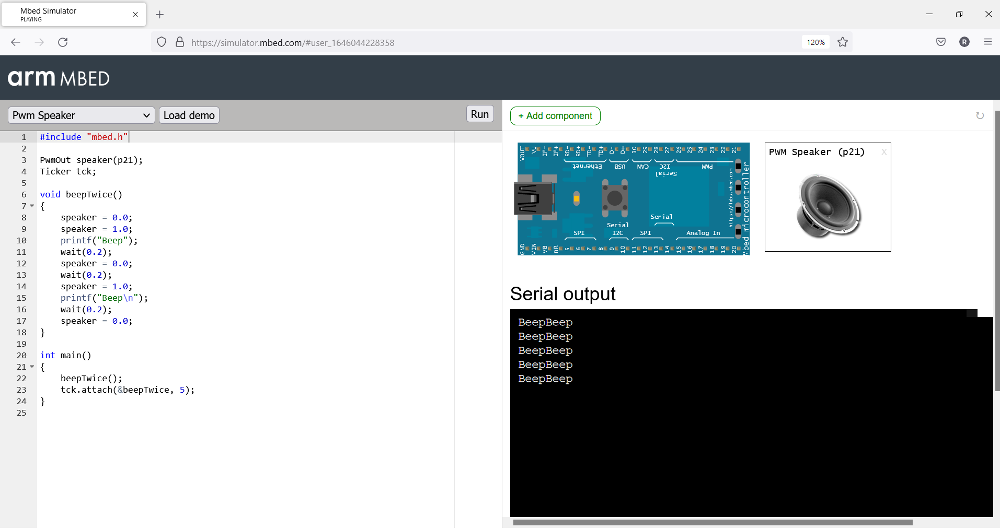 Mbed Simulator
PLAYING
https://simulator.mbed.com/#user_1646044228358
120%
R
arm MBED
Pwm Speaker
Load demo
Run
+ Add component
1 #include "mbed.h"
2
3 PwmOut speaker(p21);
4 Ticker tck;
5
6 void beepTwice()
7 {
8     speaker = 0.0;
9     speaker = 1.0;
10     printf("Beep");
11     wait(0.2);
12     speaker = 0.0;
13     wait(0.2);
14     speaker = 1.0;
15     printf("Beep\n");
16     wait(0.2);
17     speaker = 0.0;
18 }
19
20 int main()
21 {
22     beepTwice();
23     tck.attach(&beepTwice, 5);
24 }
25
VOUT VU IF- IF+ RD- RD+ TD- TD+ D- D+ 30 29 28 27 26 25 24 23 22 21
Ethernet USB CAN I2C PWM
Serial
https://labs.mbed.com
Mbed microcontroller
Serial
Serial
SPI I2C SPI Analog In
GND VIN VB nR 5 6 7 8 9 10 11 12 13 14 15 16 17 18 19 20
PWM Speaker (p21) X
Serial output
BeepBeep
BeepBeep
BeepBeep
BeepBeep
BeepBeep